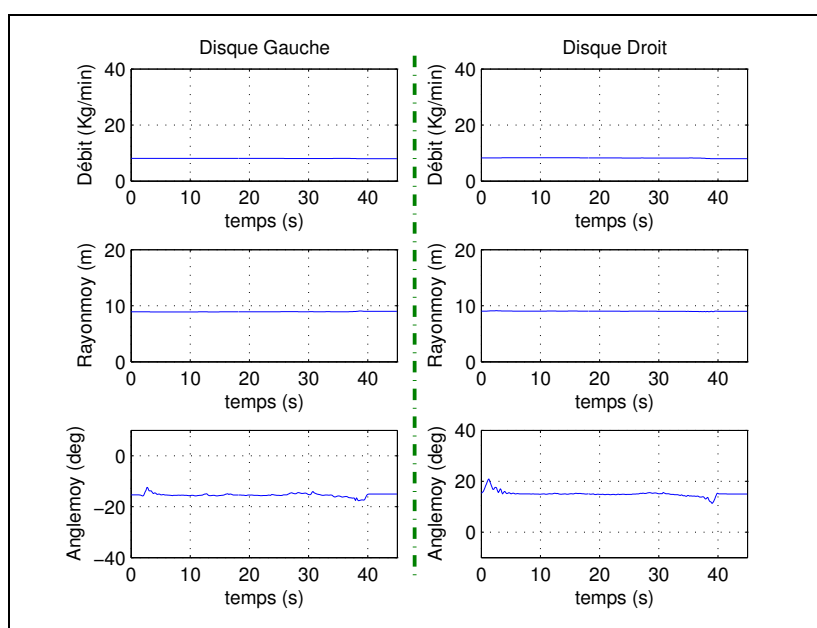 Disque Gauche
Disque Droit
40
20
0
Débit (Kg/min)
0 10 20 30 40
temps (s)
40
20
0
Débit (Kg/min)
0 10 20 30 40
temps (s)
20
10
0
Rayonmoy (m)
0 10 20 30 40
temps (s)
20
10
0
Rayonmoy (m)
0 10 20 30 40
temps (s)
0
−20
−40
Anglemoy (deg)
0 10 20 30 40
temps (s)
40
20
0
Anglemoy (deg)
0 10 20 30 40
temps (s)